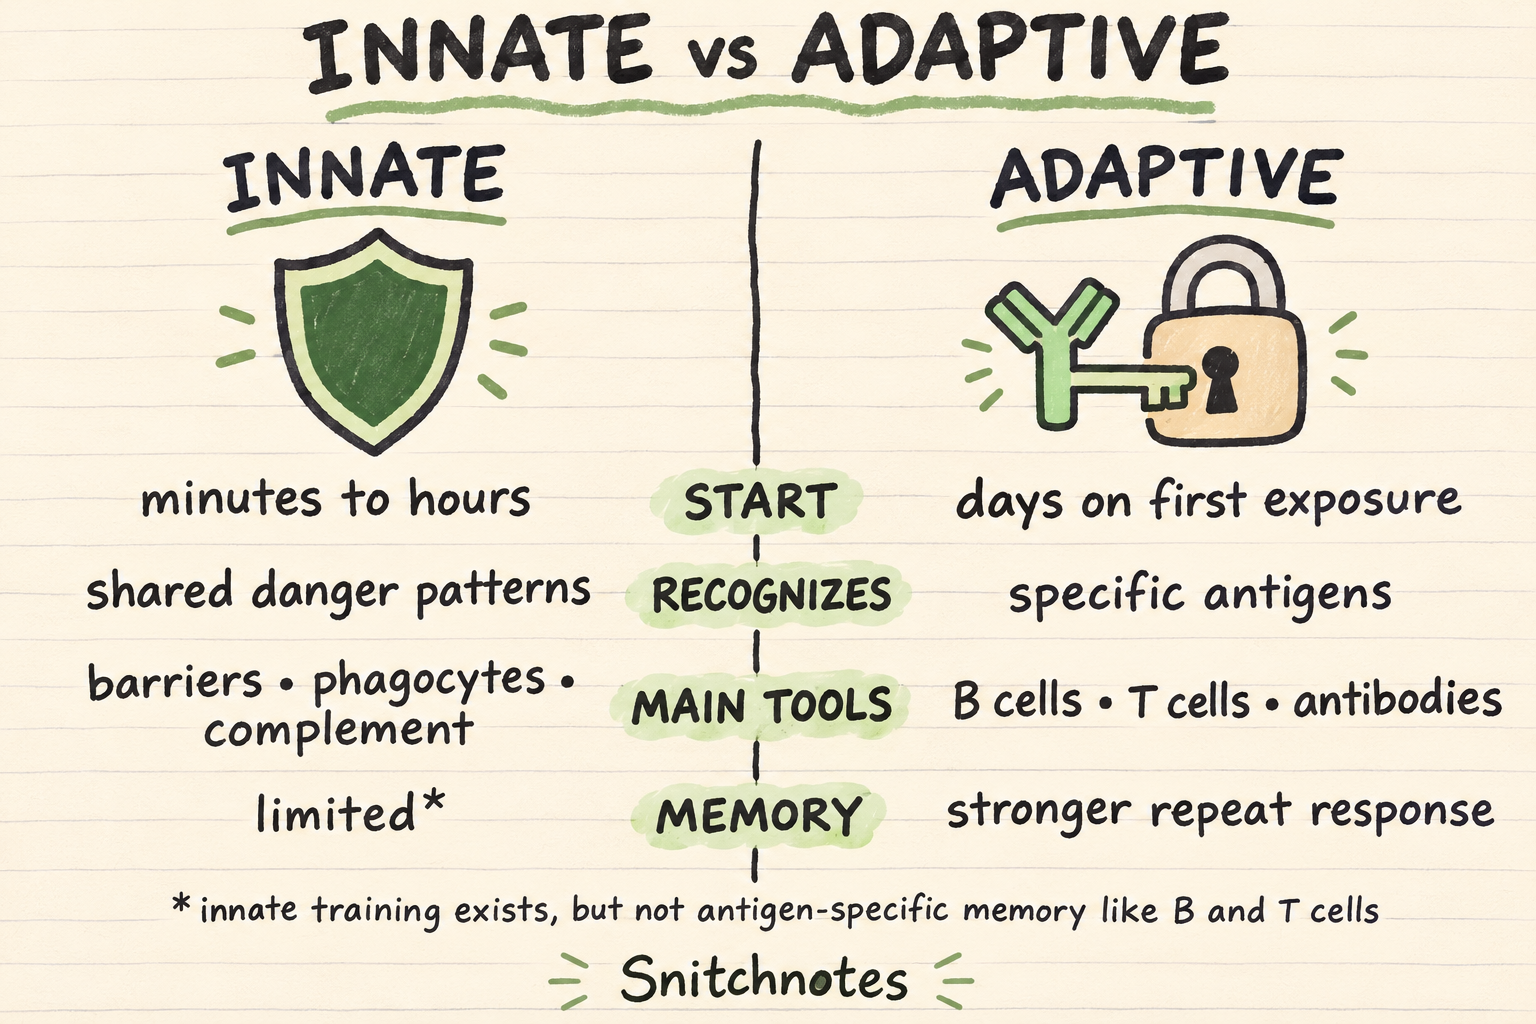 INNATE vs ADAPTIVE
INNATE
ADAPTIVE
minutes to hours
START
days on first exposure
shared danger patterns
RECOGNIZES
specific antigens
barriers • phagocytes •
complement
MAIN TOOLS
B cells • T cells • antibodies
limited*
MEMORY
stronger repeat response
* innate training exists, but not antigen-specific memory like B and T cells
Snitchnotes